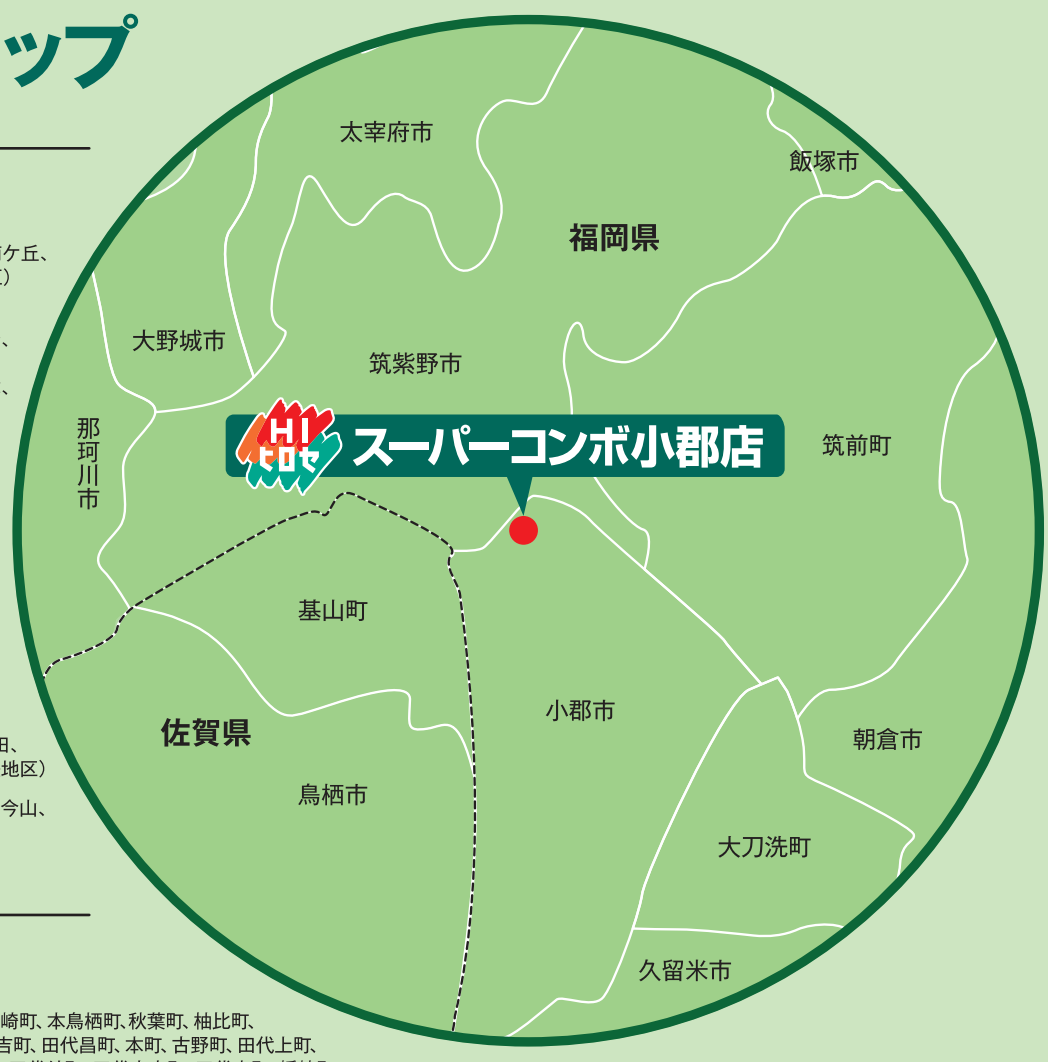 ップ
太宰府市
飯塚市
福岡県
ケ丘、
大野城市
筑紫野市
那珂川市
HI
ヒロセ
スーパーコンボ小郡店
筑前町
基山町
小郡市
佐賀県
朝倉市
田、
地区）
鳥栖市
今山、
大刀洗町
久留米市
崎町、本鳥栖町、秋葉町、柚比町、
吉町、田代昌町、本町、古野町、田代上町、